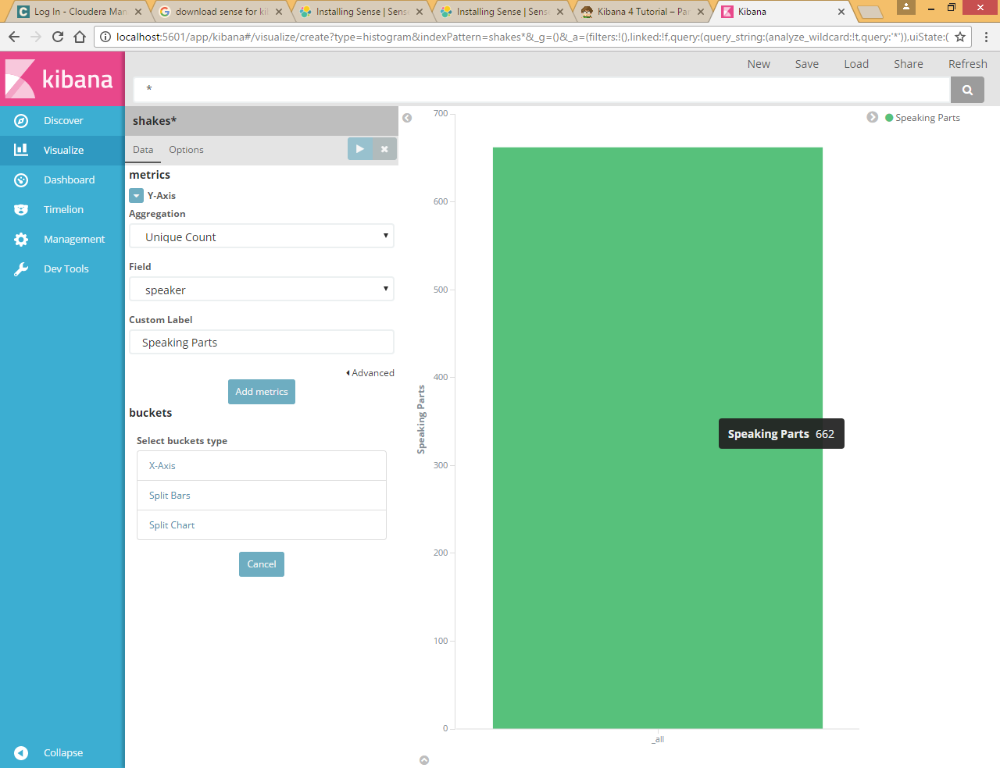 Log In - Cloudera Man
download sense for ki
Installing Sense | Sens
Installing Sense | Sens
Kibana 4 Tutorial – Pa
Kibana
localhost:5601/app/kibana#/visualize/create?type=histogram&indexPattern=shakes*&_g=()&_a=(filters:!(),linked:!f,query:(query_string:(analyze_wildcard:!t,query:'*')),uiState:(
kibana
New Save Load Share Refresh
*
Discover
Visualize
Dashboard
Timelion
Management
Dev Tools
Collapse
shakes*
Data Options
metrics
Y-Axis
Aggregation
Unique Count
Field
speaker
Custom Label
Speaking Parts
Advanced
Add metrics
buckets
Select buckets type
X-Axis
Split Bars
Split Chart
Cancel
Speaking Parts
700
600
500
400
300
200
100
0
_all
Speaking Parts 662
Speaking Parts